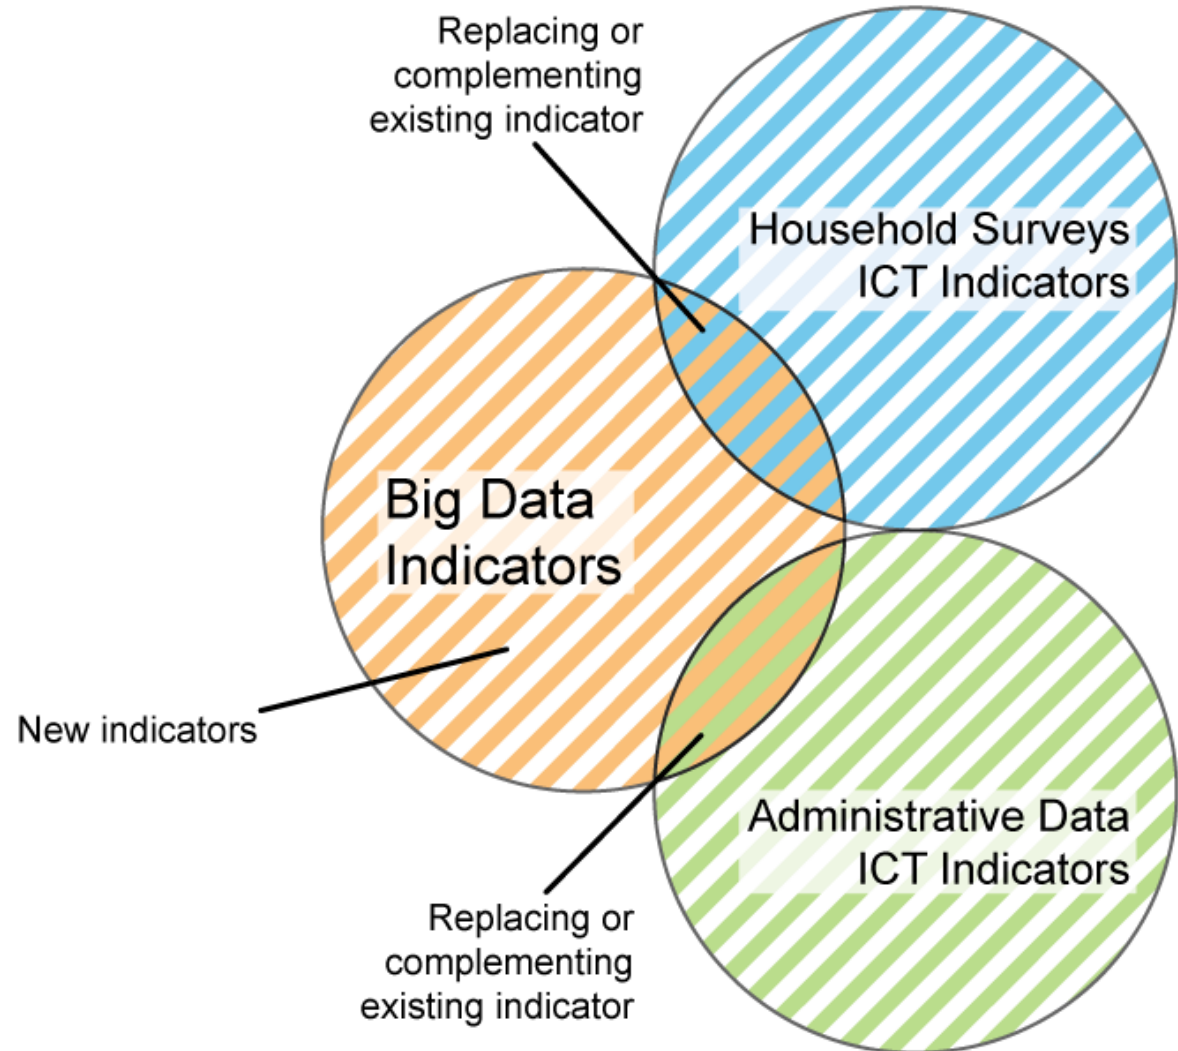 Replacing or
complementing
existing indicator
Household Surveys
ICT Indicators
Big Data
Indicators
New indicators
Administrative Data
ICT Indicators
Replacing or
complementing
existing indicator